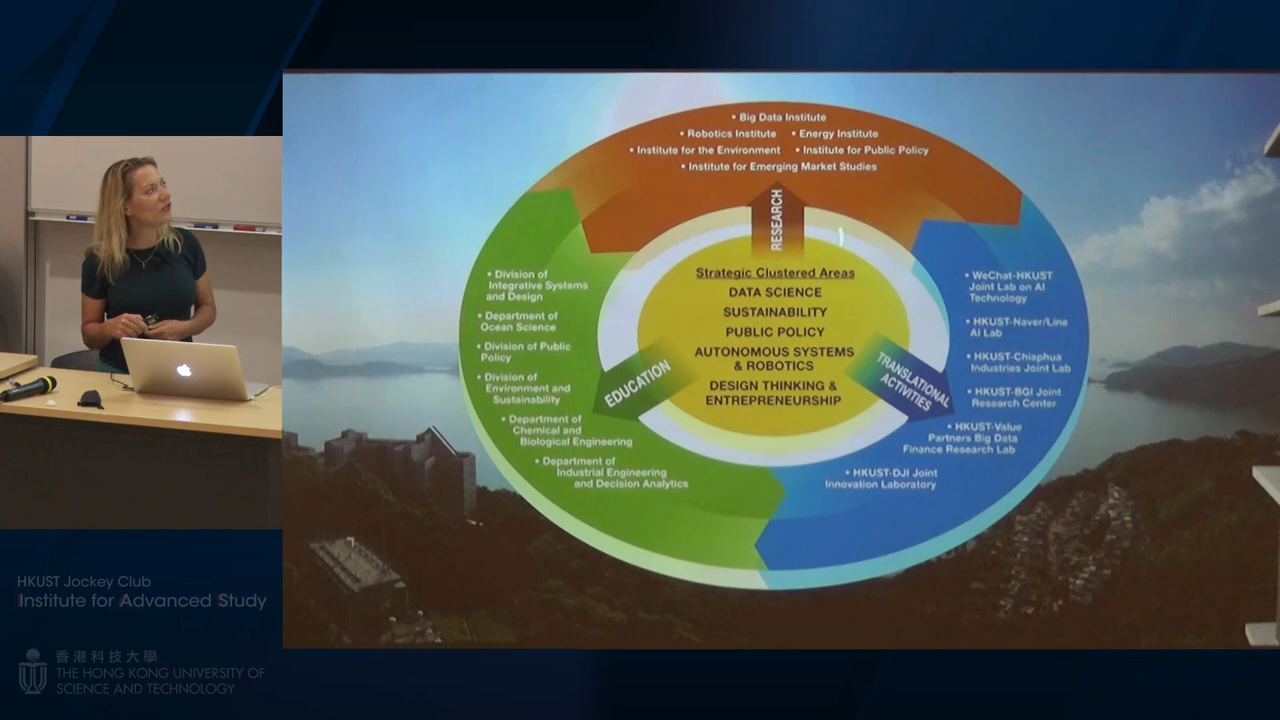 • Big Data Institute
• Robotics Institute • Energy Institute
• Institute for the Environment • Institute for Public Policy
• Institute for Emerging Market Studies
RESEARCH
Strategic Clustered Areas
DATA SCIENCE
SUSTAINABILITY
PUBLIC POLICY
AUTONOMOUS SYSTEMS
& ROBOTICS
DESIGN THINKING &
ENTREPRENEURSHIP
EDUCATION
• Division of
Integrative Systems
and Design
• Department of
Ocean Science
• Division of Public
Policy
• Division of
Environment and
Sustainability
• Department of
Chemical and
Biological Engineering
• Department of
Industrial Engineering
and Decision Analytics
TRANSLATIONAL
ACTIVITIES
• WeChat-HKUST
Joint Lab on AI
Technology
• HKUST-Naver/Line
AI Lab
• HKUST-Chiaphua
Industries Joint Lab
• HKUST-BGI Joint
Research Center
• HKUST-Value
Partners Big Data
Finance Research Lab
• HKUST-DJI Joint
Innovation Laboratory
HKUST Jockey Club
Institute for Advanced Study
香港科技大學
THE HONG KONG UNIVERSITY OF
SCIENCE AND TECHNOLOGY